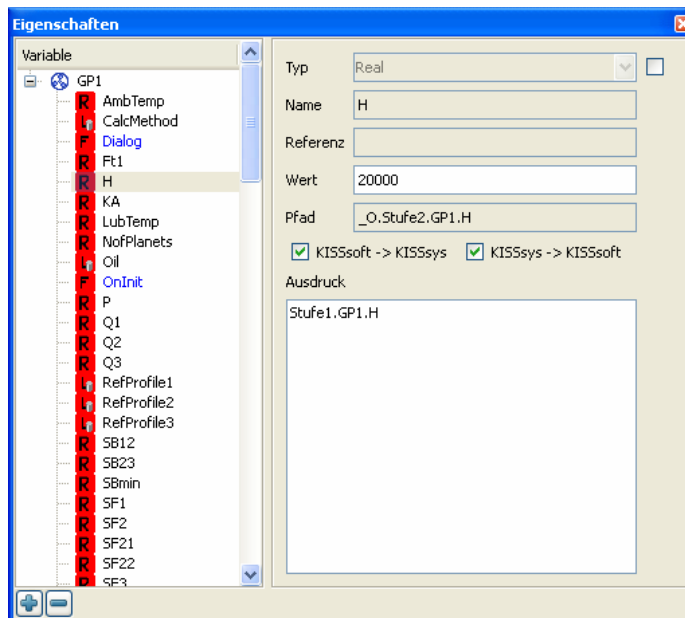 Eigenschaften
Variable
GP1
R AmbTemp
L CalcMethod
F Dialog
R Ft1
R H
R KA
R LubTemp
R NofPlanets
L Oil
F OnInit
R P
R Q1
R Q2
R Q3
L RefProfile1
L RefProfile2
L RefProfile3
R SB12
R SB23
R SBmin
R SF1
R SF2
R SF21
R SF22
R SF3
Typ Real
Name H
Referenz
Wert 20000
Pfad _O.Stufe2.GP1.H
KISSsoft -> KISSsys KISSsys -> KISSsoft
Ausdruck
Stufe1.GP1.H